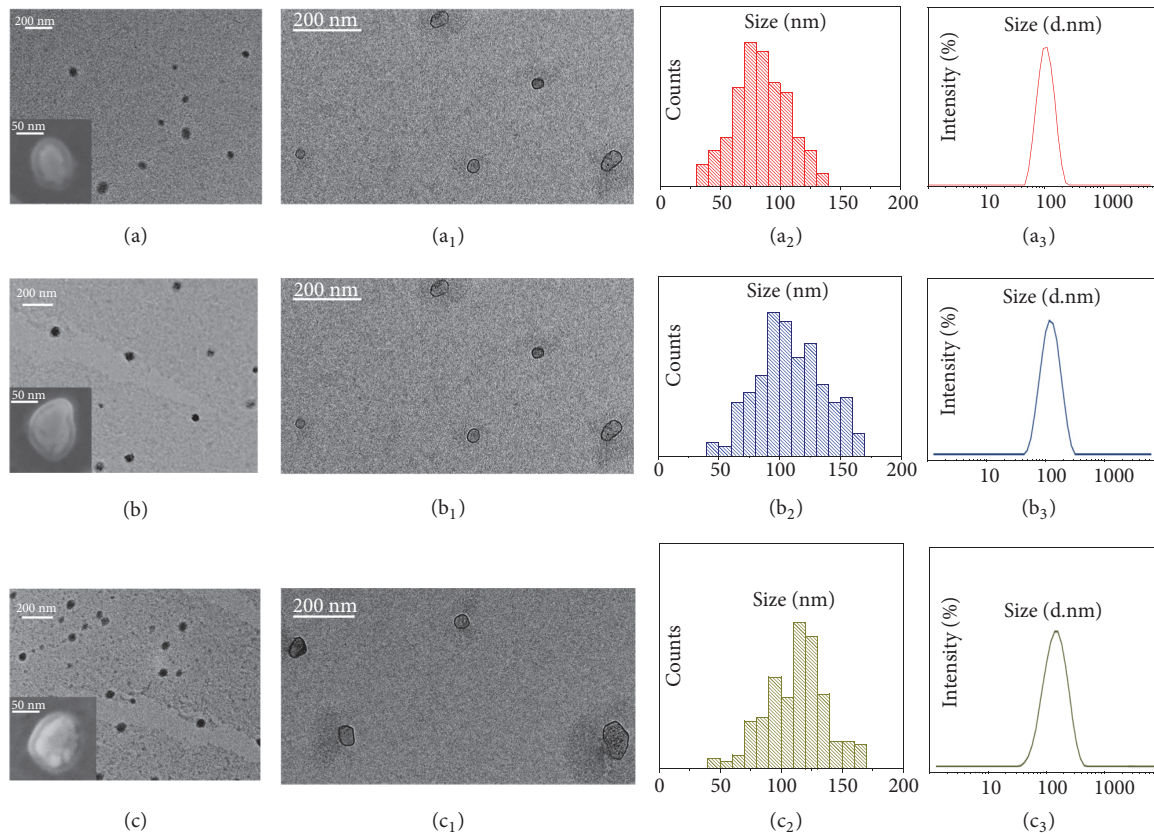 200 nm
50 nm
(a)
200 nm
(a1)
Size (nm)
Counts
0 50 100 150 200
(a2)
Size (d.nm)
Intensity (%)
10 100 1000
(a3)
200 nm
50 nm
(b)
200 nm
(b1)
Size (nm)
Counts
0 50 100 150 200
(b2)
Size (d.nm)
Intensity (%)
10 100 1000
(b3)
200 nm
50 nm
(c)
200 nm
(c1)
Size (nm)
Counts
0 50 100 150 200
(c2)
Size (d.nm)
Intensity (%)
10 100 1000
(c3)